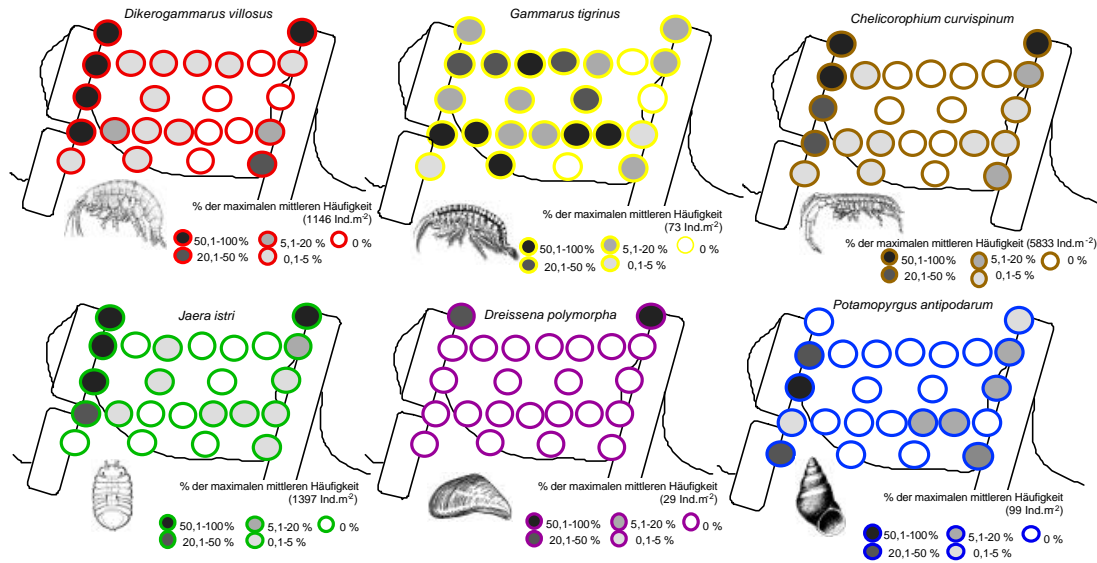 Dikerogammarus villosus
% der maximalen mittleren Häufigkeit
(1146 Ind.m-2)
50,1-100%
5,1-20 %
0 %
20,1-50 %
0,1-5 %
Gammarus tigrinus
% der maximalen mittleren Häufigkeit
(73 Ind.m-2)
50,1-100%
5,1-20 %
0 %
20,1-50 %
0,1-5 %
Chelicorophium curvispinum
% der maximalen mittleren Häufigkeit (5833 Ind.m-2)
50,1-100%
5,1-20 %
0 %
20,1-50 %
0,1-5 %
Jaera istri
% der maximalen mittleren Häufigkeit
(1397 Ind.m-2)
50,1-100%
5,1-20 %
0 %
20,1-50 %
0,1-5 %
Dreissena polymorpha
% der maximalen mittleren Häufigkeit
(29 Ind.m-2)
50,1-100%
5,1-20 %
0 %
20,1-50 %
0,1-5 %
Potamopyrgus antipodarum
% der maximalen mittleren Häufigkeit
(99 Ind.m-2)
50,1-100%
5,1-20 %
0 %
20,1-50 %
0,1-5 %